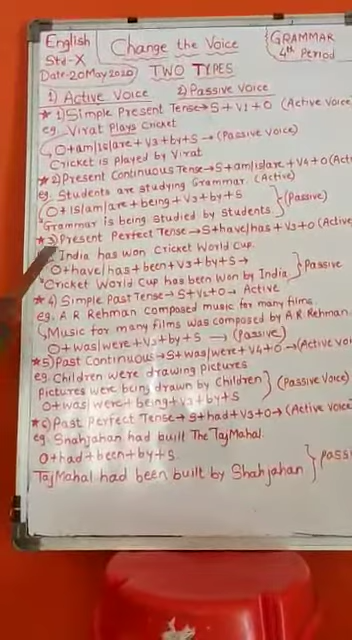 English
Std-X
Date-20May2020
Change the Voice
GRAMMAR
4th Period
TWO TYPES
1) Active Voice 2) Passive Voice
★ 1) Simple Present Tense→S+V1+O (Active Voice
eg. Virat Plays Cricket
O+am|is|are+V3+by+S→(Passive Voice)
Cricket is played by Virat
★2) Present Continuous Tense→S+am|is|are+V4+O (Acti
eg. Students are studying Grammar. (Active)
O+is|am|are+being+V3+by+S } (Passive)
Grammar is being studied by Students.
★3) Present Perfect Tense→S+have|has+V3+O (Active
India has won Cricket World Cup.
O+have|has+been+V3+by+S→ } Passive
Cricket World Cup has been won by India
★4) Simple Past Tense→S+V2+O→Active
eg. A R Rehman composed music for many films.
Music for many films was composed by A.R.Rehman.
O+was|were+V3+by+S → (Passive)
★5) Past Continuous→S+was|were+V4+O→(Active Voi
eg. Children were drawing Pictures
Pictures were being drawn by Children } (Passive Voice)
O+was|were+being+V3+by+S
★6) Past Perfect Tense→S+had+V3+O→(Active Voice
eg. Shahjahan had built The TajMahal.
O+had+been+by+S. } Passi
TajMahal had been built by Shahjahan